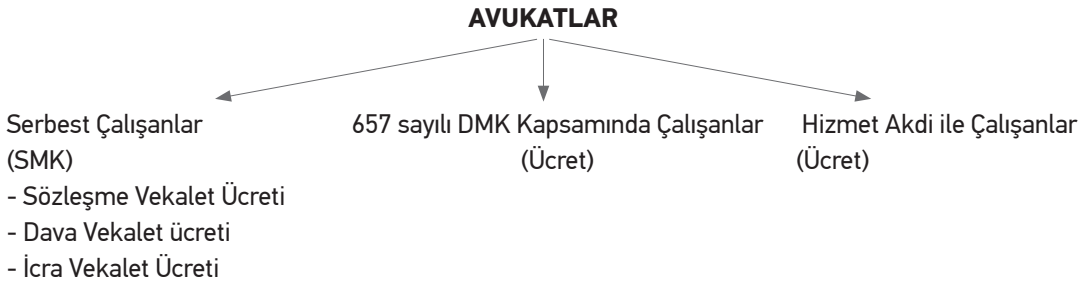 AVUKATLAR
Serbest Çalışanlar 657 sayılı DMK Kapsamında Çalışanlar Hizmet Akdi ile Çalışanlar
(SMK) (Ücret) (Ücret)
- Sözleşme Vekalet Ücreti
- Dava Vekalet ücreti
- İcra Vekalet Ücreti